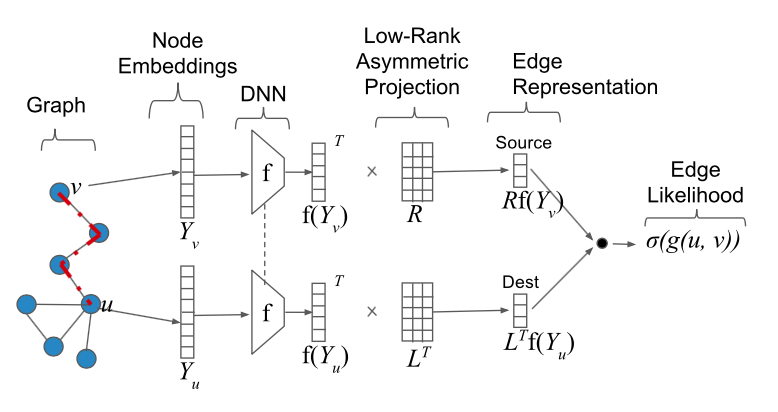 Graph
Node
Embeddings
DNN
Low-Rank
Asymmetric
Projection
Edge
Representation
v
Y_v
f
f(Y_v)
T
×
R
Source
Rf(Y_v)
Edge
Likelihood
σ(g(u, v))
u
Y_u
f
f(Y_u)
T
×
L^T
Dest
L^T f(Y_u)